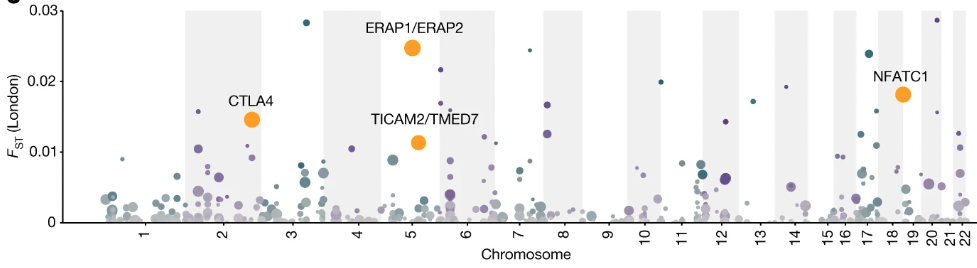 0.03
0.02
0.01
0
F_ST (London)
CTLA4
ERAP1/ERAP2
TICAM2/TMED7
NFATC1
1 2 3 4 5 6 7 8 9 10 11 12 13 14 15 16 17 18 19 20 21 22
Chromosome